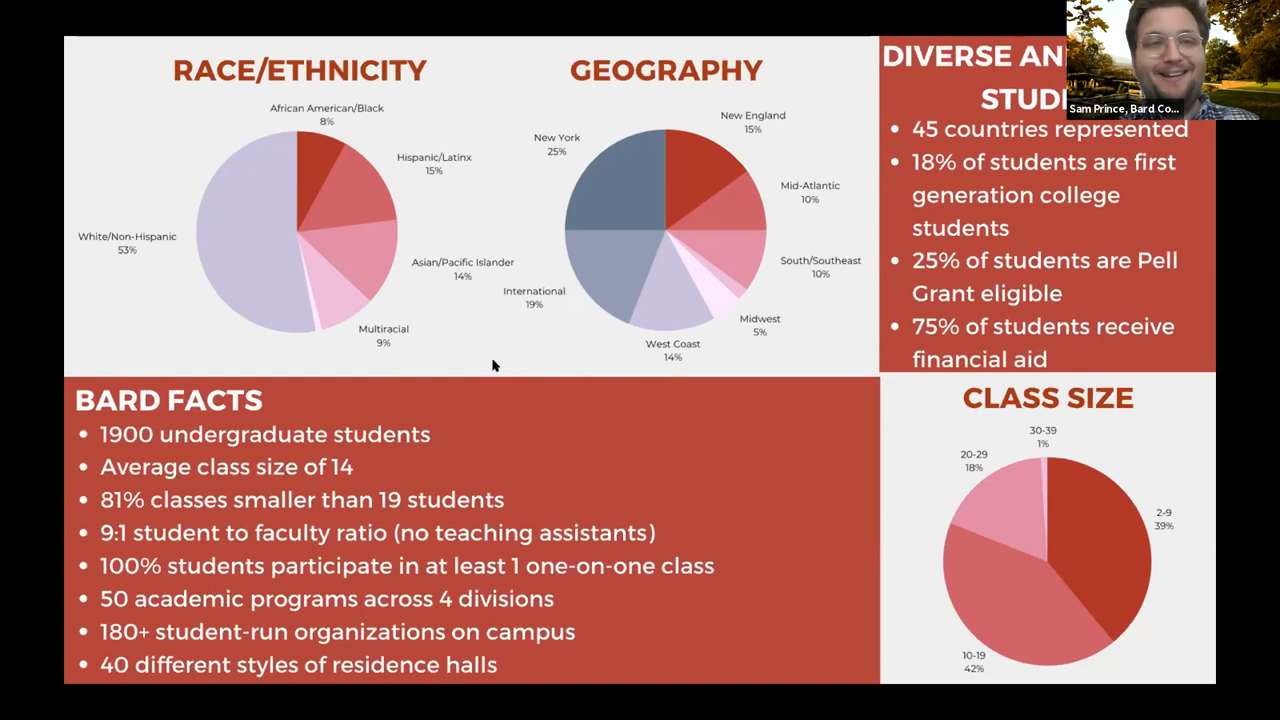 RACE/ETHNICITY
African American/Black
8%
Hispanic/Latinx
15%
Asian/Pacific Islander
14%
Multiracial
9%
White/Non-Hispanic
53%
GEOGRAPHY
New England
15%
Mid-Atlantic
10%
South/Southeast
10%
Midwest
5%
West Coast
14%
International
19%
New York
25%
DIVERSE AN
STUD
Sam Prince, Bard Co...
• 45 countries represented
• 18% of students are first
generation college
students
• 25% of students are Pell
Grant eligible
• 75% of students receive
financial aid
BARD FACTS
• 1900 undergraduate students
• Average class size of 14
• 81% classes smaller than 19 students
• 9:1 student to faculty ratio (no teaching assistants)
• 100% students participate in at least 1 one-on-one class
• 50 academic programs across 4 divisions
• 180+ student-run organizations on campus
• 40 different styles of residence halls
CLASS SIZE
30-39
1%
20-29
18%
2-9
39%
10-19
42%